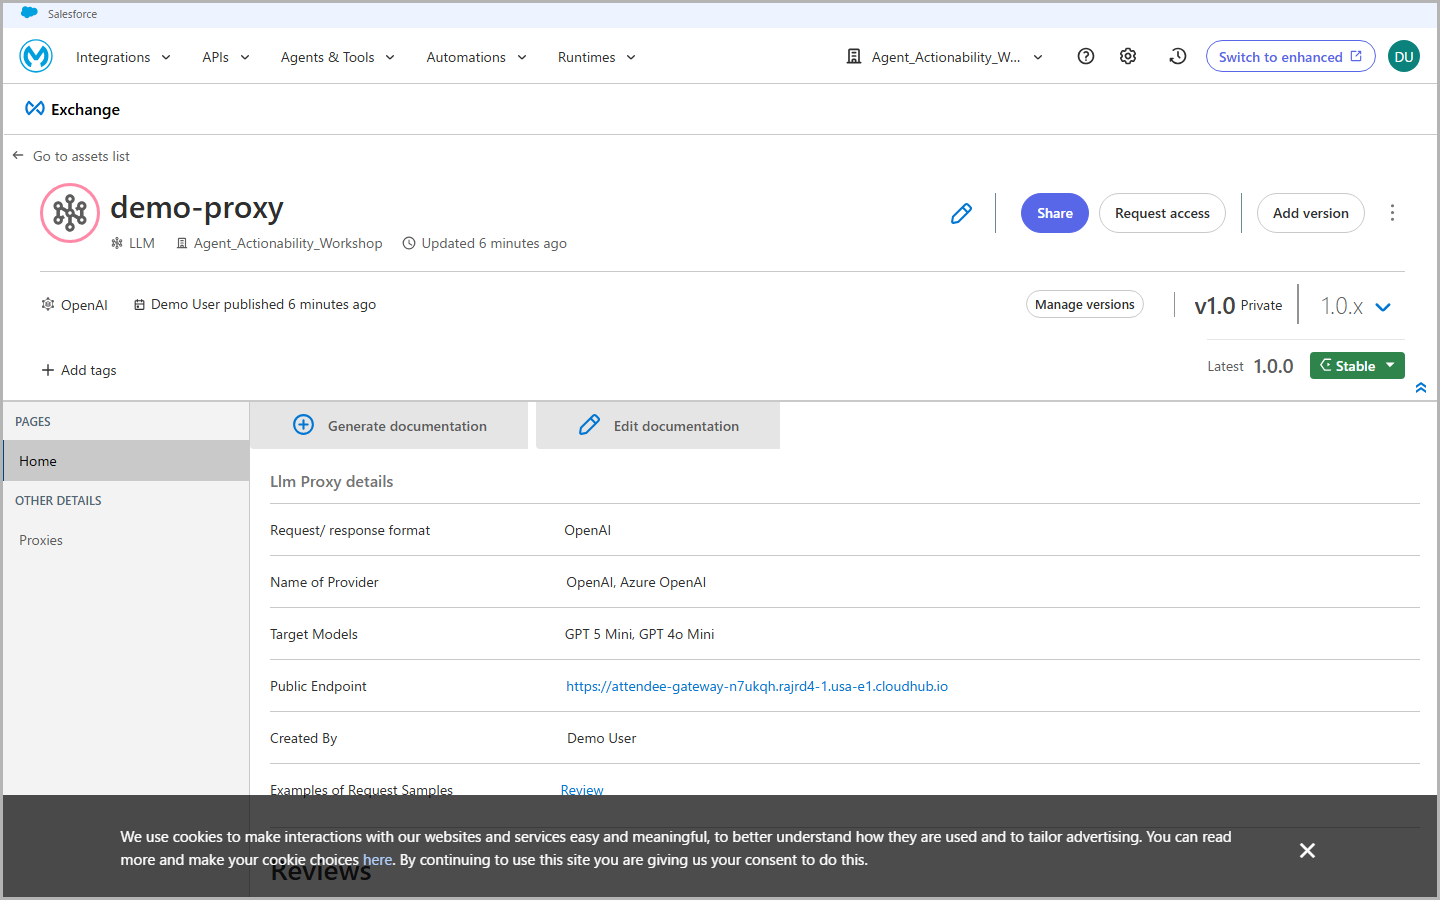 Salesforce
Integrations
APIs
Agents & Tools
Automations
Runtimes
Agent_Actionability_W...
Switch to enhanced
DU
Exchange
Go to assets list
demo-proxy
LLM
Agent_Actionability_Workshop
Updated 6 minutes ago
Share
Request access
Add version
OpenAI
Demo User published 6 minutes ago
Manage versions
v1.0 Private
1.0.x
Add tags
Latest 1.0.0
Stable
PAGES
Home
OTHER DETAILS
Proxies
Generate documentation
Edit documentation
Llm Proxy details
Request/ response format
OpenAI
Name of Provider
OpenAI, Azure OpenAI
Target Models
GPT 5 Mini, GPT 4o Mini
Public Endpoint
https://attendee-gateway-n7ukqh.rajrd4-1.usa-e1.cloudhub.io
Created By
Demo User
Examples of Request Samples
Review
We use cookies to make interactions with our websites and services easy and meaningful, to better understand how they are used and to tailor advertising. You can read
more and make your cookie choices here. By continuing to use this site you are giving us your consent to do this.
Reviews